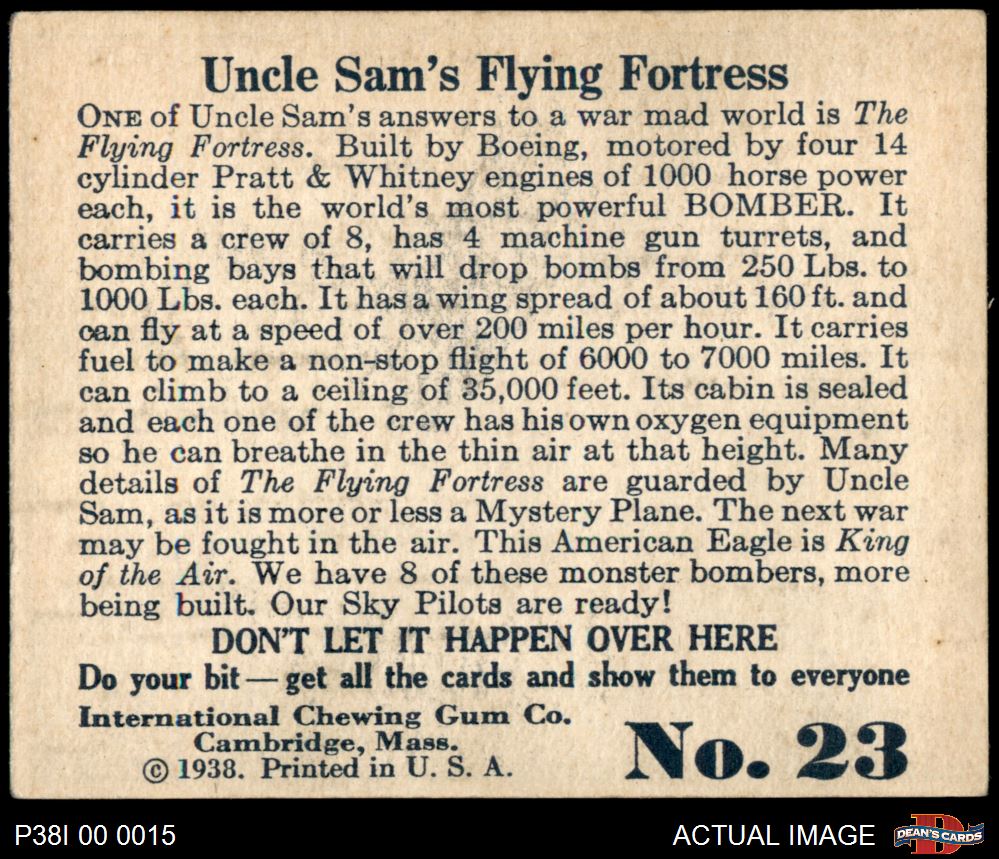 Uncle Sam's Flying Fortress
ONE of Uncle Sam's answers to a war mad world is The
Flying Fortress. Built by Boeing, motored by four 14
cylinder Pratt & Whitney engines of 1000 horse power
each, it is the world's most powerful BOMBER. It
carries a crew of 8, has 4 machine gun turrets, and
bombing bays that will drop bombs from 250 Lbs. to
1000 Lbs. each. It has a wing spread of about 160 ft. and
can fly at a speed of over 200 miles per hour. It carries
fuel to make a non-stop flight of 6000 to 7000 miles. It
can climb to a ceiling of 35,000 feet. Its cabin is sealed
and each one of the crew has his own oxygen equipment
so he can breathe in the thin air at that height. Many
details of The Flying Fortress are guarded by Uncle
Sam, as it is more or less a Mystery Plane. The next war
may be fought in the air. This American Eagle is King
of the Air. We have 8 of these monster bombers, more
being built. Our Sky Pilots are ready!
DON'T LET IT HAPPEN OVER HERE
Do your bit — get all the cards and show them to everyone
International Chewing Gum Co.
Cambridge, Mass.
© 1938. Printed in U. S. A.
No. 23
P38I 00 0015
ACTUAL IMAGE
D
DEAN'S CARDS